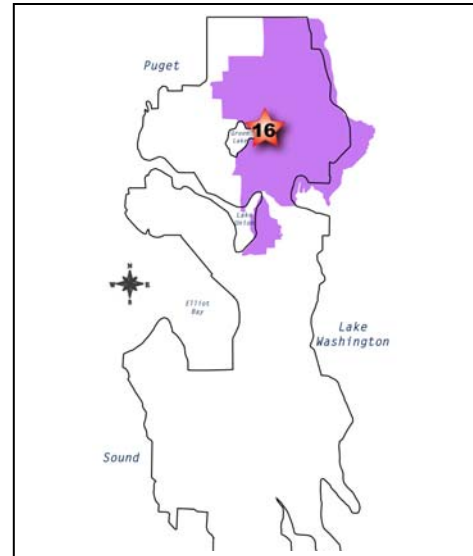 Puget
16
Green
Lake
Lake
Union
N
W E
S
Elliot
Bay
Lake
Washington
Sound